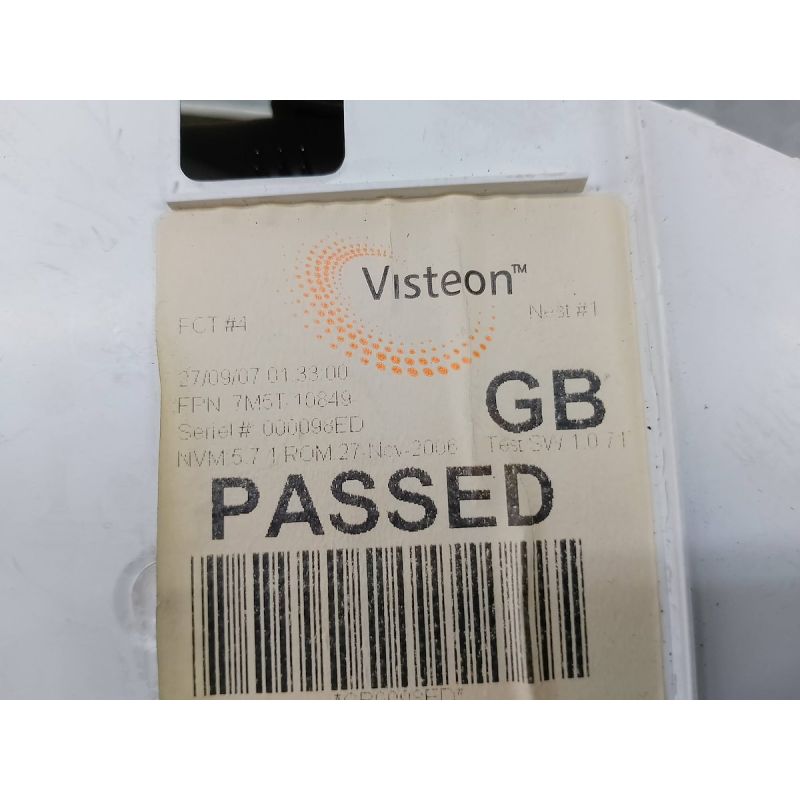 Visteon™
FCT #4
Nest #1
27/09/07 01:33:00
FPN 7M5T-10849-
GB
Serial #: 000098ED
NVM 5.7.1 ROM 27-Nov-2006
Test SW 1.0.71
PASSED